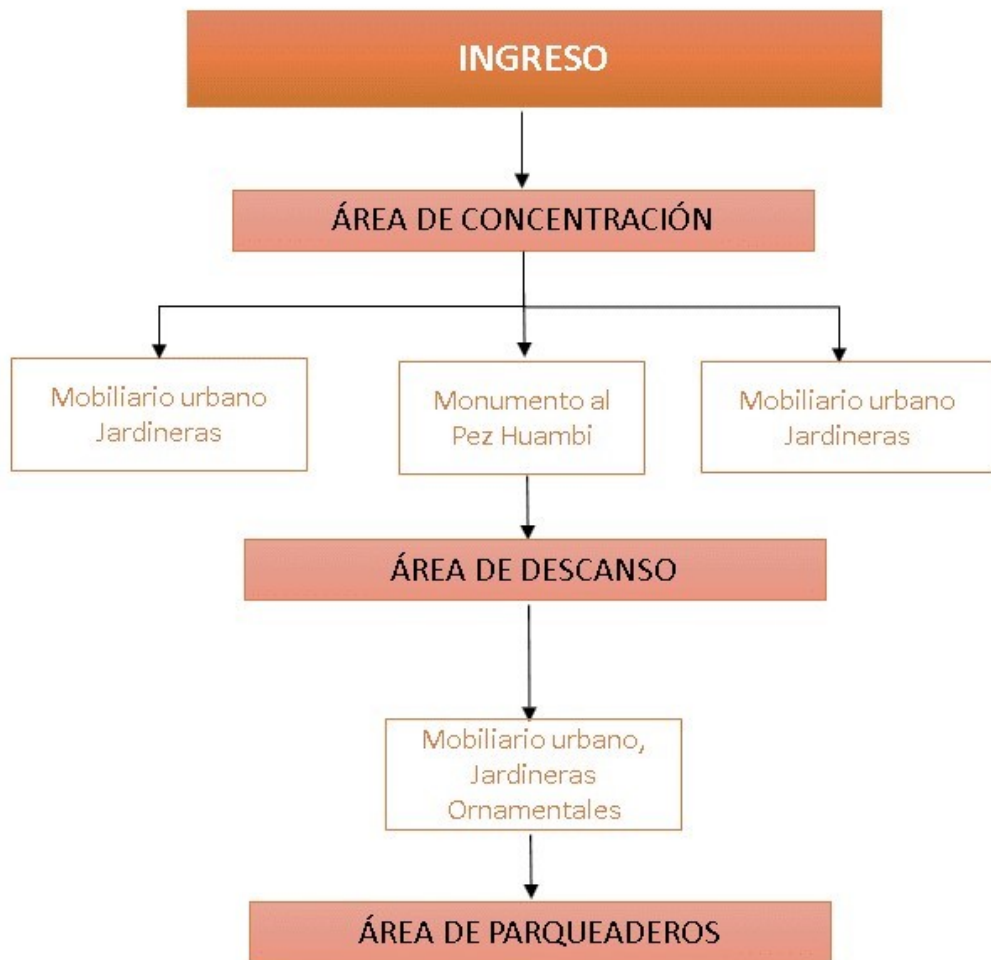 INGRESO
ÁREA DE CONCENTRACIÓN
Mobiliario urbano
Jardineras
Monumento al
Pez Huambi
Mobiliario urbano
Jardineras
ÁREA DE DESCANSO
Mobiliario urbano,
Jardineras
Ornamentales
ÁREA DE PARQUEADEROS